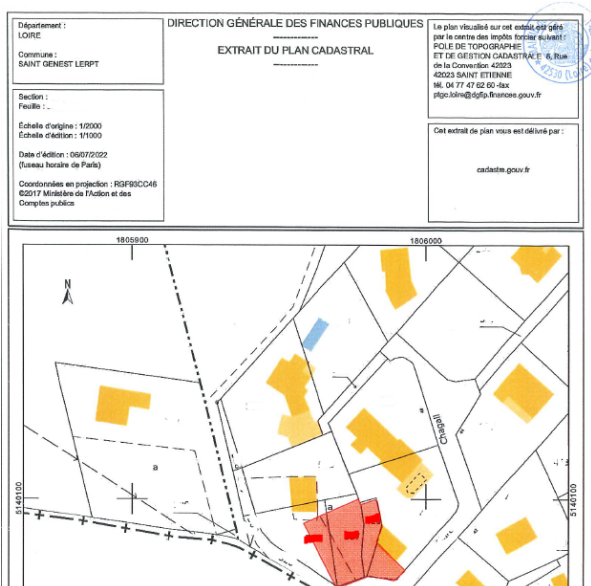 Département :
LOIRE
Commune :
SAINT GENEST LERPT
Section :
Feuille : .
Échelle d'origine : 1/2000
Échelle d'édition : 1/1000
Date d'édition : 06/07/2022
(fuseau horaire de Paris)
Coordonnées en projection : RGF93CC46
©2017 Ministère de l'Action et des
Comptes publics
DIRECTION GÉNÉRALE DES FINANCES PUBLIQUES
------------
EXTRAIT DU PLAN CADASTRAL
------------
Le plan visualisé sur cet extrait est géré
par le centre des impôts foncier suivant :
POLE DE TOPOGRAPHIE
ET DE GESTION CADASTRALE 6, Rue
de la Convention 42023
42023 SAINT ETIENNE
tél. 04 77 47 62 60 -fax
ptgc.loire@dgfip.finances.gouv.fr
42530 (Loire)
Cet extrait de plan vous est délivré par :
cadastre.gouv.fr
1805900
1806000
N
a
Chagall
a
a
a
a
5140100
5140100